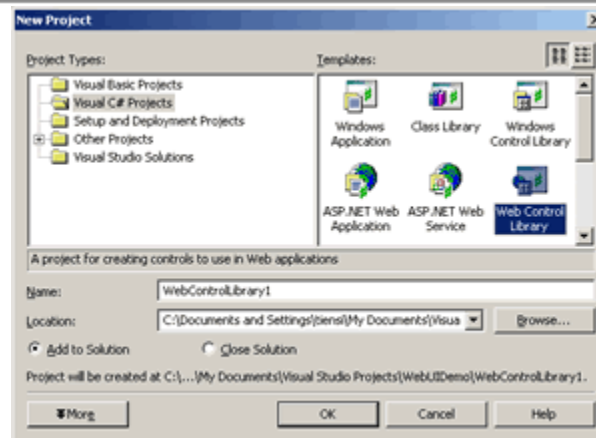 New Project
Project Types:
Templates:
Visual Basic Projects
Visual C# Projects
Setup and Deployment Projects
Other Projects
Visual Studio Solutions
Windows Application
Class Library
Windows Control Library
ASP.NET Web Application
ASP.NET Web Service
Web Control Library
A project for creating controls to use in Web applications
Name:
WebControlLibrary1
Location:
C:\Documents and Settings\tiensi\My Documents\Visua
Browse...
Add to Solution
Close Solution
Project will be created at C:\...\My Documents\Visual Studio Projects\WebUIDemo\WebControlLibrary1.
More
OK
Cancel
Help